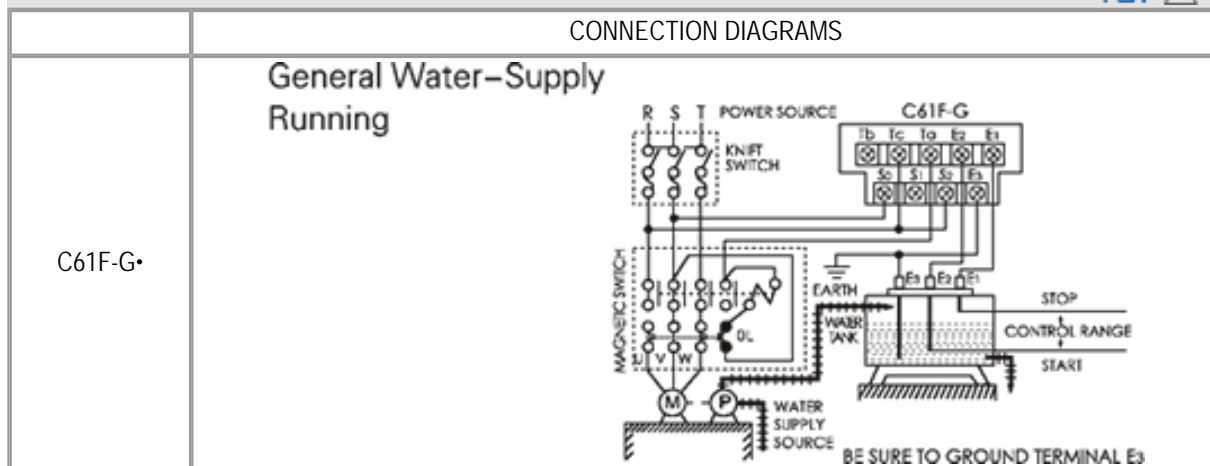 CONNECTION DIAGRAMS
General Water-Supply
Running
C61F-G•
R S T POWER SOURCE
C61F-G
Tb Tc Ta E2 E1
KNIFT
SWITCH
S0 S1 S2 E3
MAGNETIC SWITCH
EARTH
E3 E2 E1
STOP
WATER
TANK
CONTROL RANGE
OL
START
U V W
M P
WATER
SUPPLY
SOURCE
BE SURE TO GROUND TERMINAL E3